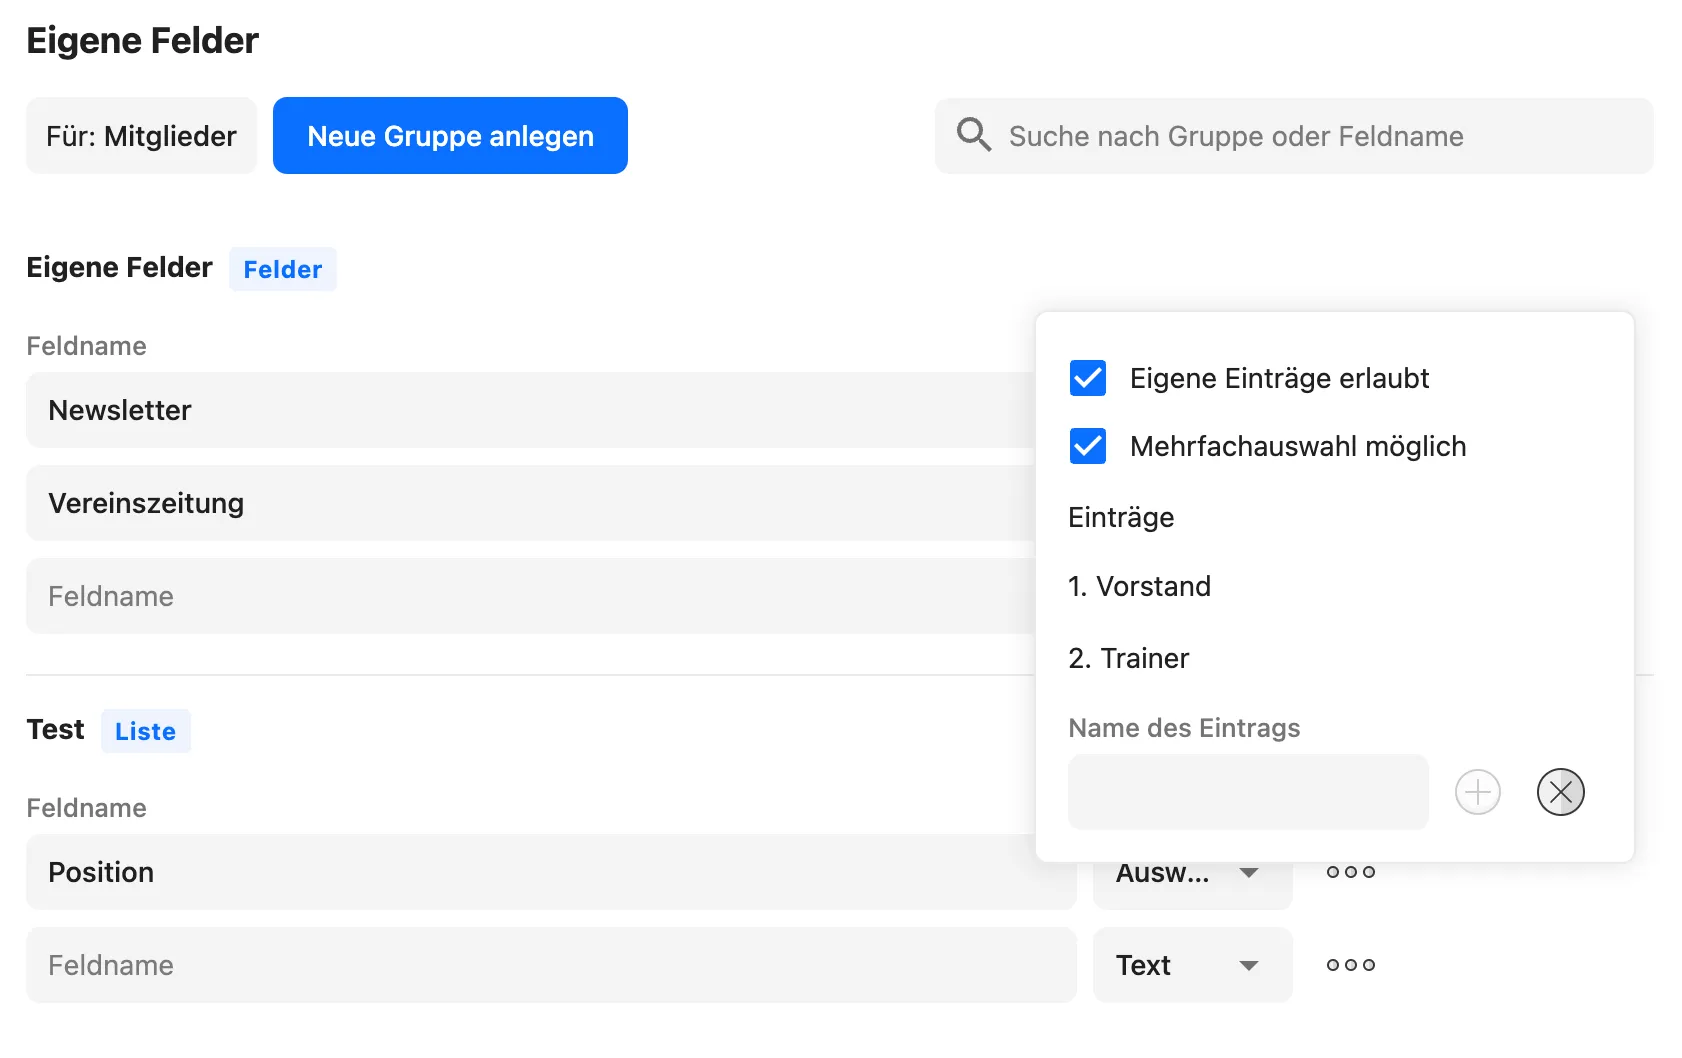 Eigene Felder
Für: Mitglieder
Neue Gruppe anlegen
Suche nach Gruppe oder Feldname
Eigene Felder
Felder
Feldname
Newsletter
Vereinszeitung
Feldname
Eigene Einträge erlaubt
Mehrfachauswahl möglich
Einträge
1. Vorstand
2. Trainer
Name des Eintrags
Test
Liste
Feldname
Position
Ausw...
Feldname
Text